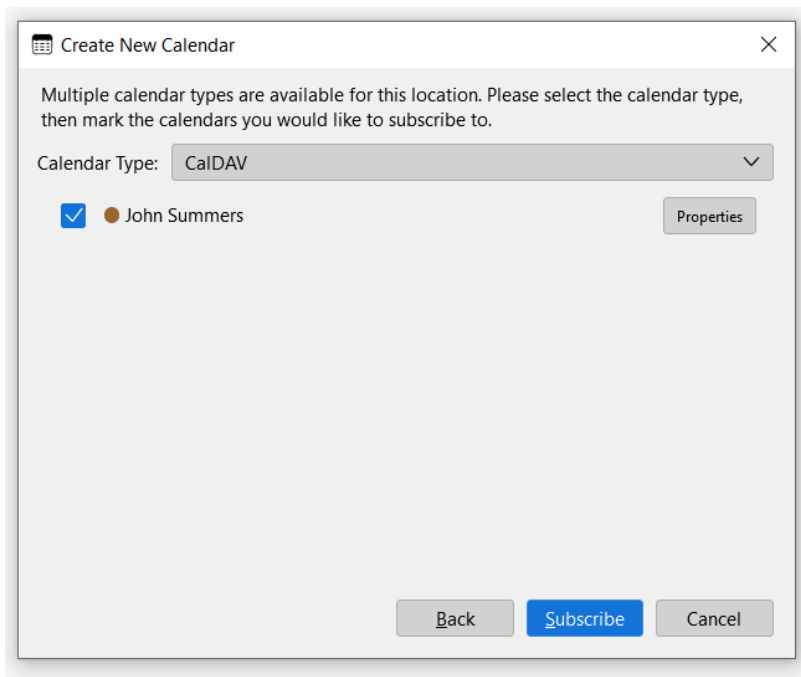 Create New Calendar
Multiple calendar types are available for this location. Please select the calendar type,
then mark the calendars you would like to subscribe to.
Calendar Type: CalDAV
John Summers Properties
Back Subscribe Cancel